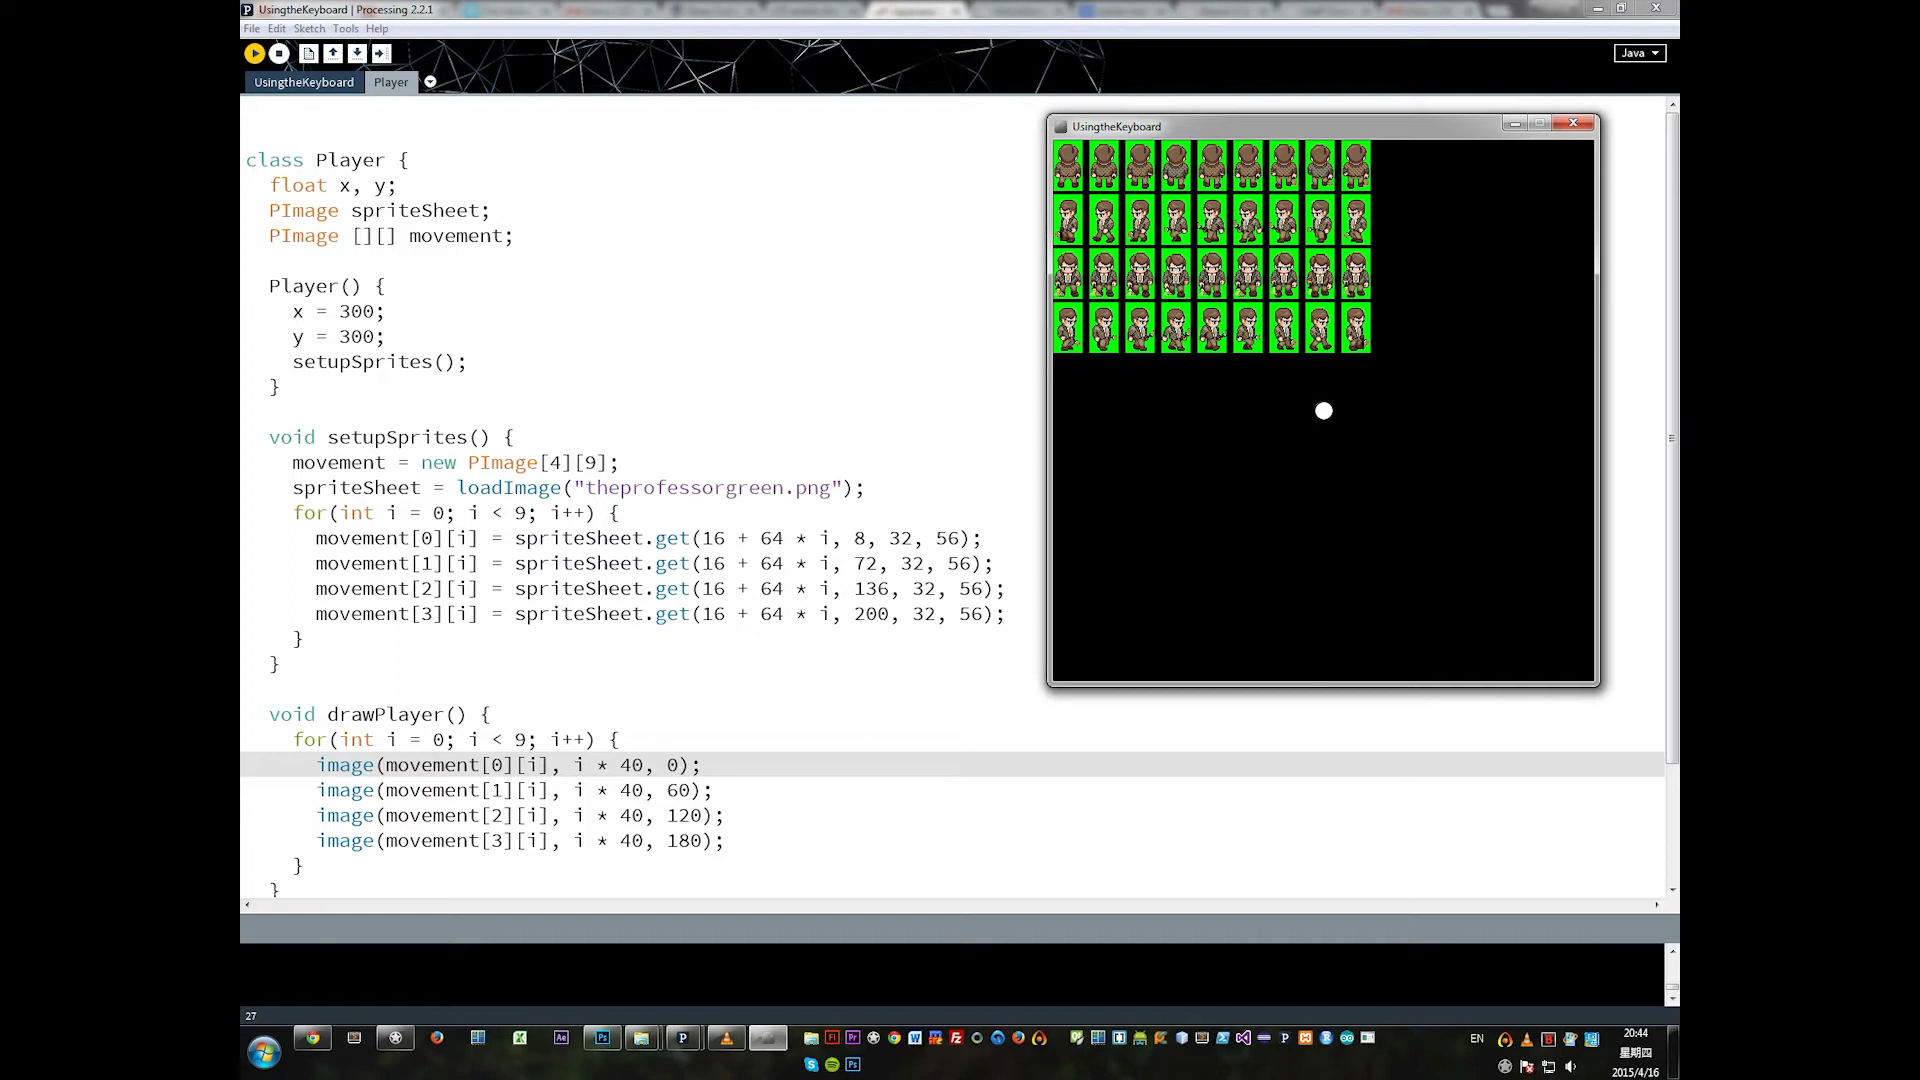 UsingtheKeyboard | Processing 2.2.1
File Edit Sketch Tools Help
Java
UsingtheKeyboard Player
class Player {
float x, y;
PImage spriteSheet;
PImage [][] movement;
Player() {
x = 300;
y = 300;
setupSprites();
}
void setupSprites() {
movement = new PImage[4][9];
spriteSheet = loadImage("theprofessorgreen.png");
for(int i = 0; i < 9; i++) {
movement[0][i] = spriteSheet.get(16 + 64 * i, 8, 32, 56);
movement[1][i] = spriteSheet.get(16 + 64 * i, 72, 32, 56);
movement[2][i] = spriteSheet.get(16 + 64 * i, 136, 32, 56);
movement[3][i] = spriteSheet.get(16 + 64 * i, 200, 32, 56);
}
}
void drawPlayer() {
for(int i = 0; i < 9; i++) {
image(movement[0][i], i * 40, 0);
image(movement[1][i], i * 40, 60);
image(movement[2][i], i * 40, 120);
image(movement[3][i], i * 40, 180);
}
}
UsingtheKeyboard
27
EN
20:44
星期四
2015/4/16